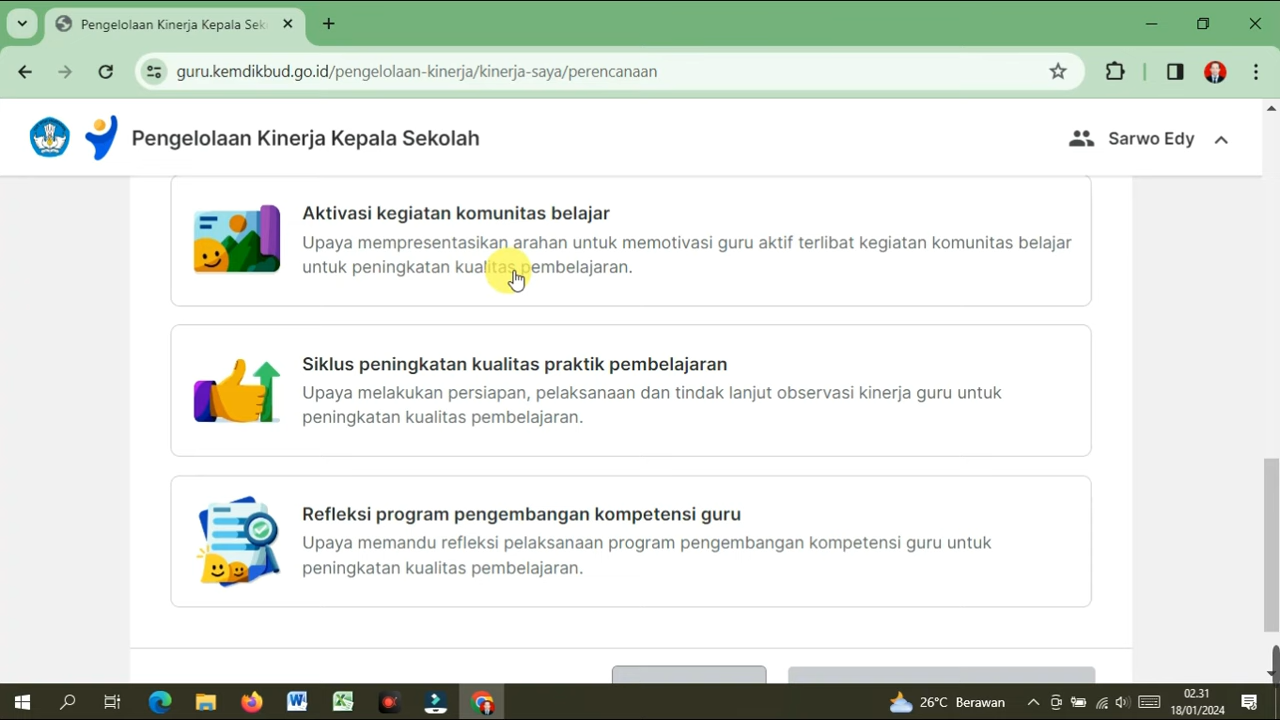 Pengelolaan Kinerja Kepala Sek
guru.kemdikbud.go.id/pengelolaan-kinerja/kinerja-saya/perencanaan
Pengelolaan Kinerja Kepala Sekolah
Sarwo Edy
Aktivasi kegiatan komunitas belajar
Upaya mempresentasikan arahan untuk memotivasi guru aktif terlibat kegiatan komunitas belajar
untuk peningkatan kualitas pembelajaran.
Siklus peningkatan kualitas praktik pembelajaran
Upaya melakukan persiapan, pelaksanaan dan tindak lanjut observasi kinerja guru untuk
peningkatan kualitas pembelajaran.
Refleksi program pengembangan kompetensi guru
Upaya memandu refleksi pelaksanaan program pengembangan kompetensi guru untuk
peningkatan kualitas pembelajaran.
26°C Berawan
02.31
18/01/2024